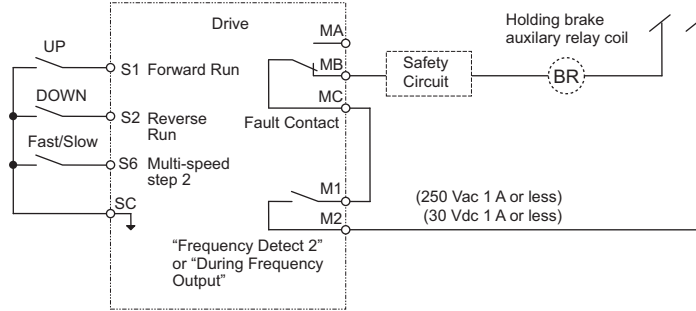 Drive
Holding brake
auxilary relay coil
MA
UP
MB
Safety
Circuit
BR
S1 Forward Run
DOWN
MC
S2 Reverse
Run
Fault Contact
Fast/Slow
S6 Multi-speed
step 2
M1
(250 Vac 1 A or less)
(30 Vdc 1 A or less)
SC
M2
“Frequency Detect 2”
or “During Frequency
Output”